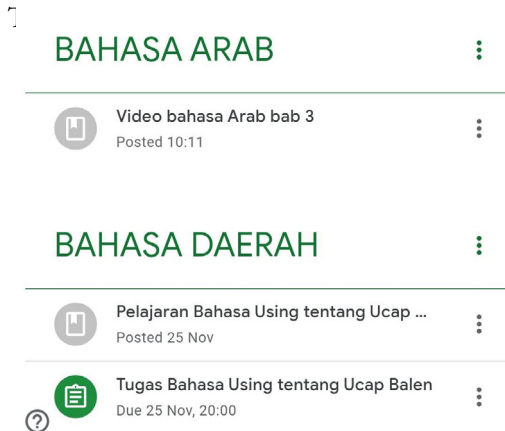 BAHASA ARAB
Video bahasa Arab bab 3
Posted 10:11
BAHASA DAERAH
Pelajaran Bahasa Using tentang Ucap ...
Posted 25 Nov
Tugas Bahasa Using tentang Ucap Balen
Due 25 Nov, 20:00